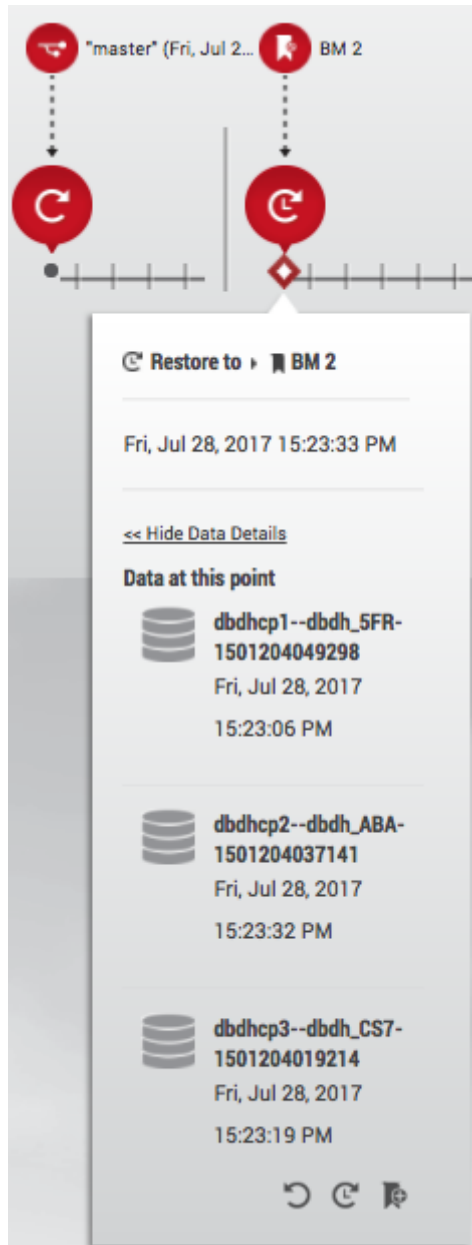 "master" (Fri, Jul 2... BM 2
Restore to BM 2
Fri, Jul 28, 2017 15:23:33 PM
<< Hide Data Details
Data at this point
dbdhcp1--dbdh_5FR-
1501204049298
Fri, Jul 28, 2017
15:23:06 PM
dbdhcp2--dbdh_ABA-
1501204037141
Fri, Jul 28, 2017
15:23:32 PM
dbdhcp3--dbdh_CS7-
1501204019214
Fri, Jul 28, 2017
15:23:19 PM